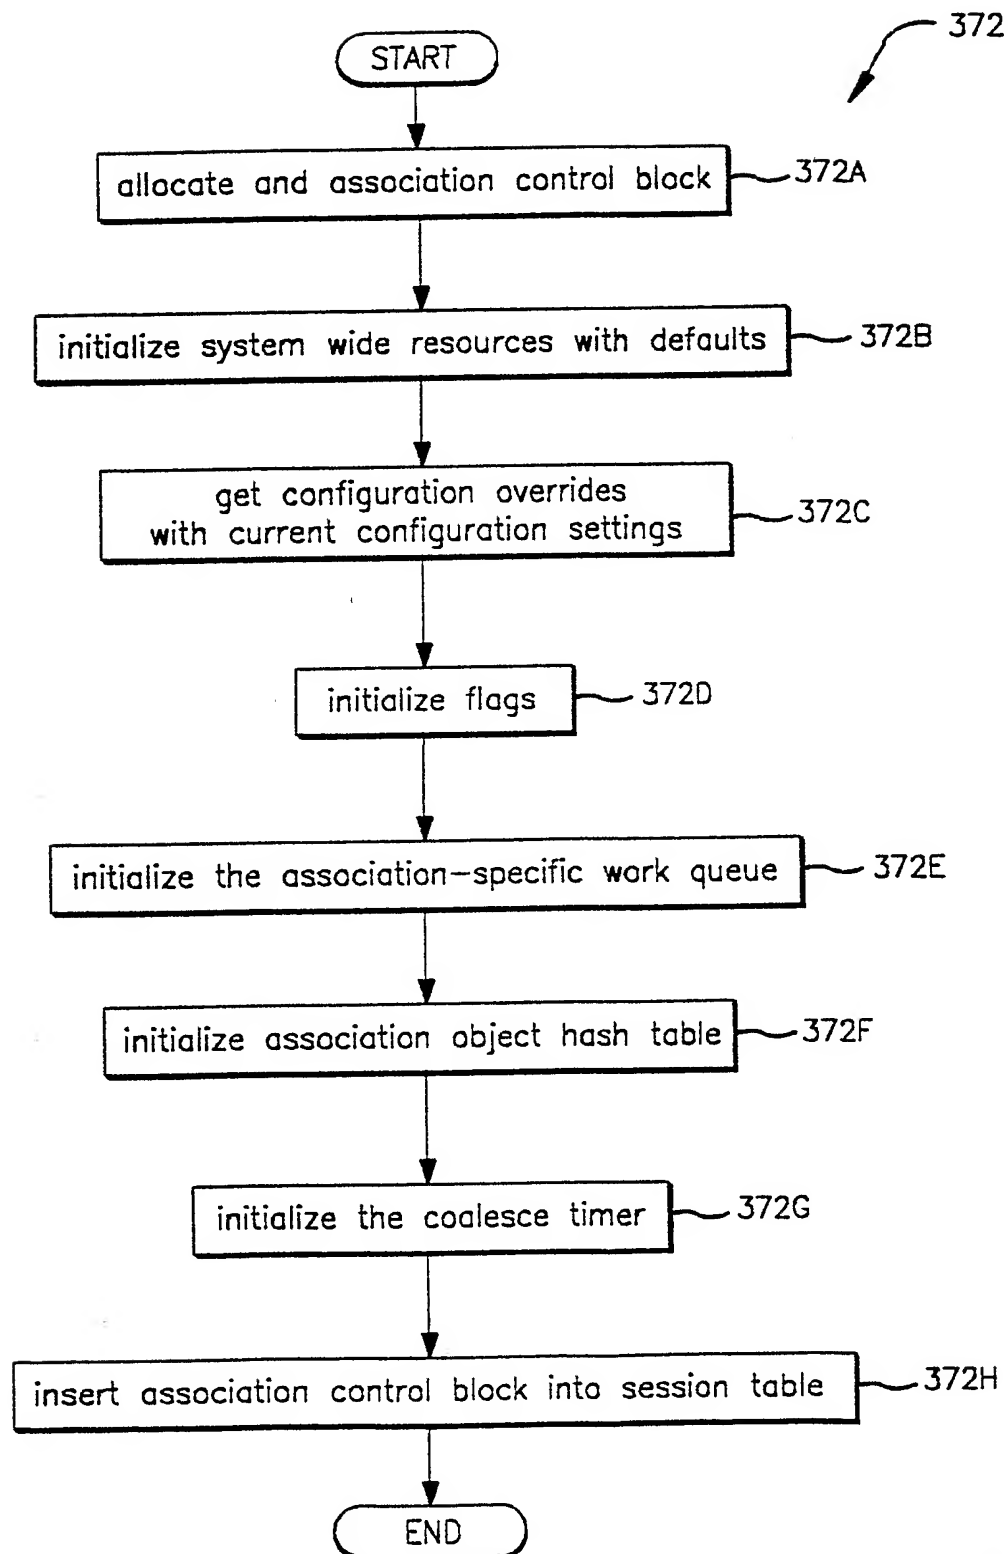 372
START
allocate and association control block
372A
initialize system wide resources with defaults
372B
get configuration overrides
with current configuration settings
372C
initialize flags
372D
initialize the association-specific work queue
372E
initialize association object hash table
372F
initialize the coalesce timer
372G
insert association control block into session table
372H
END